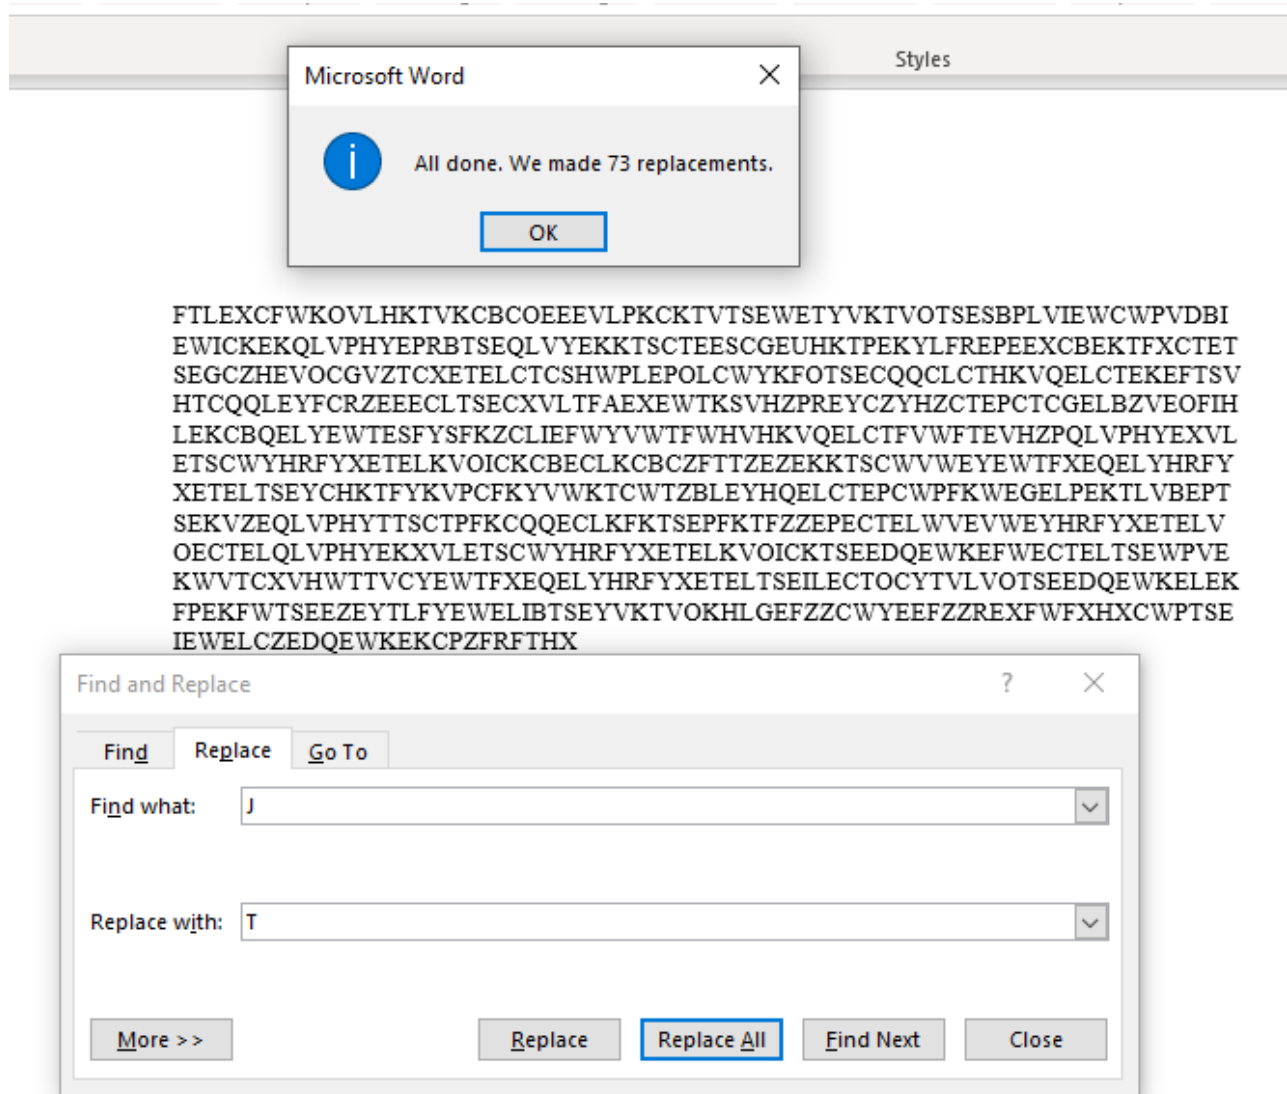 Styles
Microsoft Word
All done. We made 73 replacements.
OK
FTLEXCFWKOVLHKTVKCBCOEEEVLPKCKTVTSEWETYVKTVOTSESBPLVIEWCWPVDBI
EWICKEKQLVPHYEPRBTSEQLVYEKKTSCTEESCGEUHKTPEKYLFREPEEXCBEKTFXCTET
SEGCZHEVOCGVZTCXETELCTCSHWPLEPOLCWYKFOTSECQQCLCTHKVQELCTEKEFTSV
HTCQQLEYFCRZEEECLTSECXVLTFAEXEWTKSVHZPREYCZYHZCTEPCTCGELBZVEOFIH
LEKCBQELYEWTESFYSFKZCLIEFWYVWTFWHVHKVQELCTFVWFTEVHZPQLVPHYEXVL
ETSCWYHRFYXETELKVOICKCBECLKCBCZFTTZEZEKKTSCWVWEYEWTFXEQELYHRFY
XETELTSEYCHKTFYKVPCFKYVWKTCWTZBLEYHQELCTEPCWPFKWEGELPEKTLVBEPT
SEKVZEQLVPHYTTSCTPFKCQQECLKFKTSEPFKTFZZEPECTELWVEVWEYHRFYXETELV
OECTELQLVPHYEKXVLETSCWYHRFYXETELKVOICKTSEEDQEWKEFWECTELTSEWPVE
KWVTCXVHWTTVCYEWTFXEQELYHRFYXETELTSEILECTOCYTVLVOTSEEDQEWKELEK
FPEKFWTSEEZEYTLFYEWELIBTSEYVKTVOKHLGEFZZCWYEEFZZREXFWFXHXCWPTSE
IEWELCZEDQEWKEKCPZFRFTHX
Find and Replace
?
Find
Replace
Go To
Find what:
J
Replace with:
T
More >>
Replace
Replace All
Find Next
Close